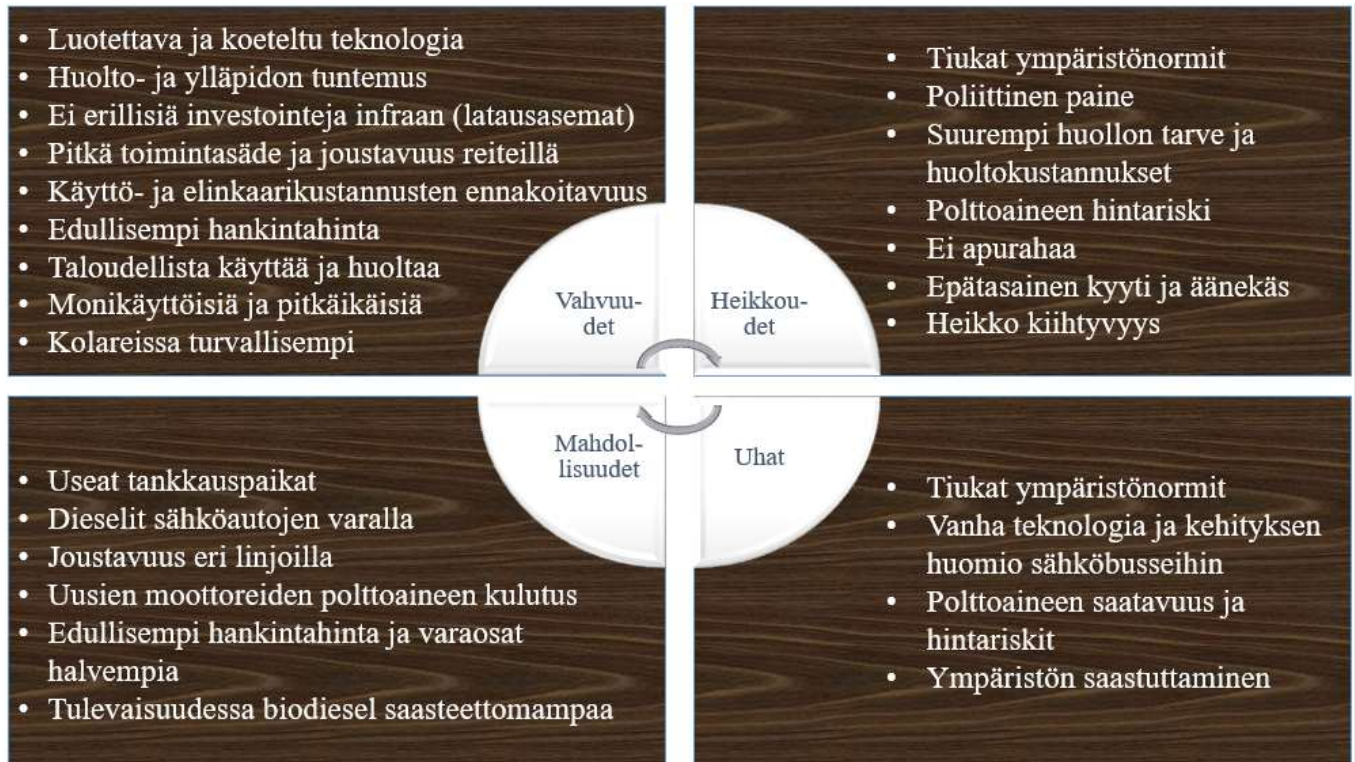 • Luotettava ja koeteltu teknologia
• Huolto- ja ylläpidon tuntemus
• Ei erillisiä investointeja infraan (latausasemat)
• Pitkä toimintasäde ja joustavuus reiteillä
• Käyttö- ja elinkaarikustannusten ennakoitavuus
• Edullisempi hankintahinta
• Taloudellista käyttää ja huoltaa
• Monikäyttöisiä ja pitkäikäisiä
• Kolareissa turvallisempi
Vahvuu-
det
• Tiukat ympäristönormit
• Poliittinen paine
• Suurempi huollon tarve ja
huoltokustannukset
• Polttoaineen hintariski
• Ei apurahaa
• Epätasainen kyyti ja äänekäs
• Heikko kiihtyvyys
Heikkou-
det
• Useat tankkauspaikat
• Dieselit sähköautojen varalla
• Joustavuus eri linjoilla
• Uusien moottoreiden polttoaineen kulutus
• Edullisempi hankintahinta ja varaosat
halvempia
• Tulevaisuudessa biodiesel saasteettomampaa
Mahdol-
lisuudet
Uhat
• Tiukat ympäristönormit
• Vanha teknologia ja kehityksen
huomio sähköbusseihin
• Polttoaineen saatavuus ja
hintariskit
• Ympäristön saastuttaminen